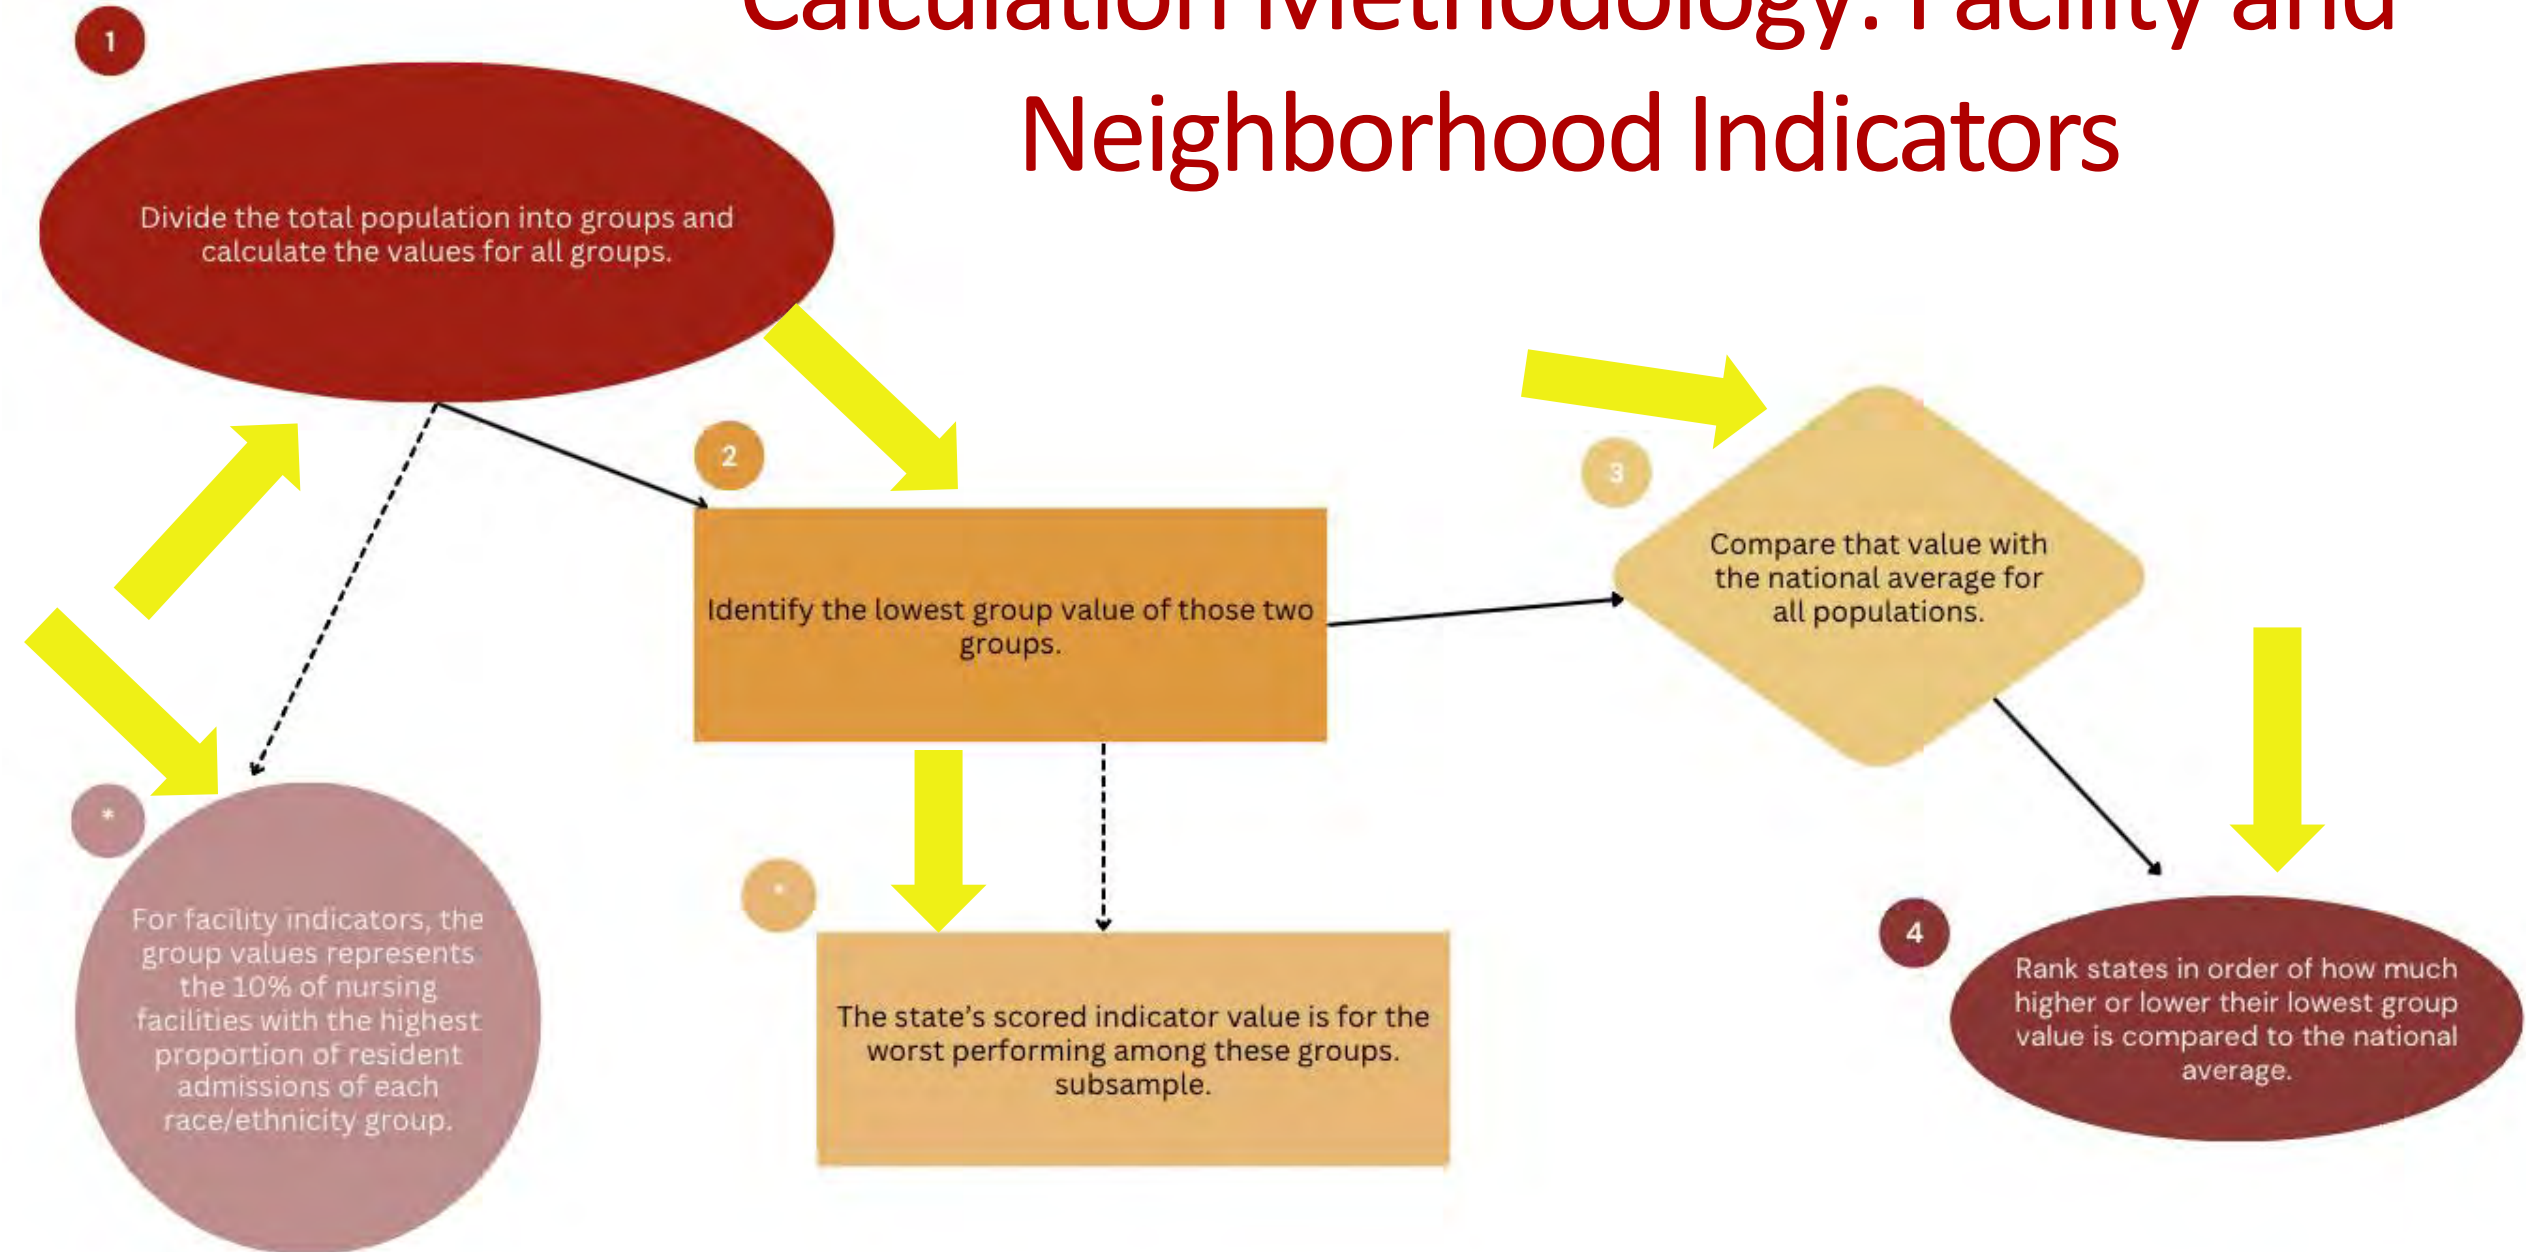 Calculation Methodology: Facility and
Neighborhood Indicators
1
Divide the total population into groups and
calculate the values for all groups.
2
Identify the lowest group value of those two
groups.
3
Compare that value with
the national average for
all populations.
*
For facility indicators, the
group values represents
the 10% of nursing
facilities with the highest
proportion of resident
admissions of each
race/ethnicity group.
*
The state’s scored indicator value is for the
worst performing among these groups.
subsample.
4
Rank states in order of how much
higher or lower their lowest group
value is compared to the national
average.